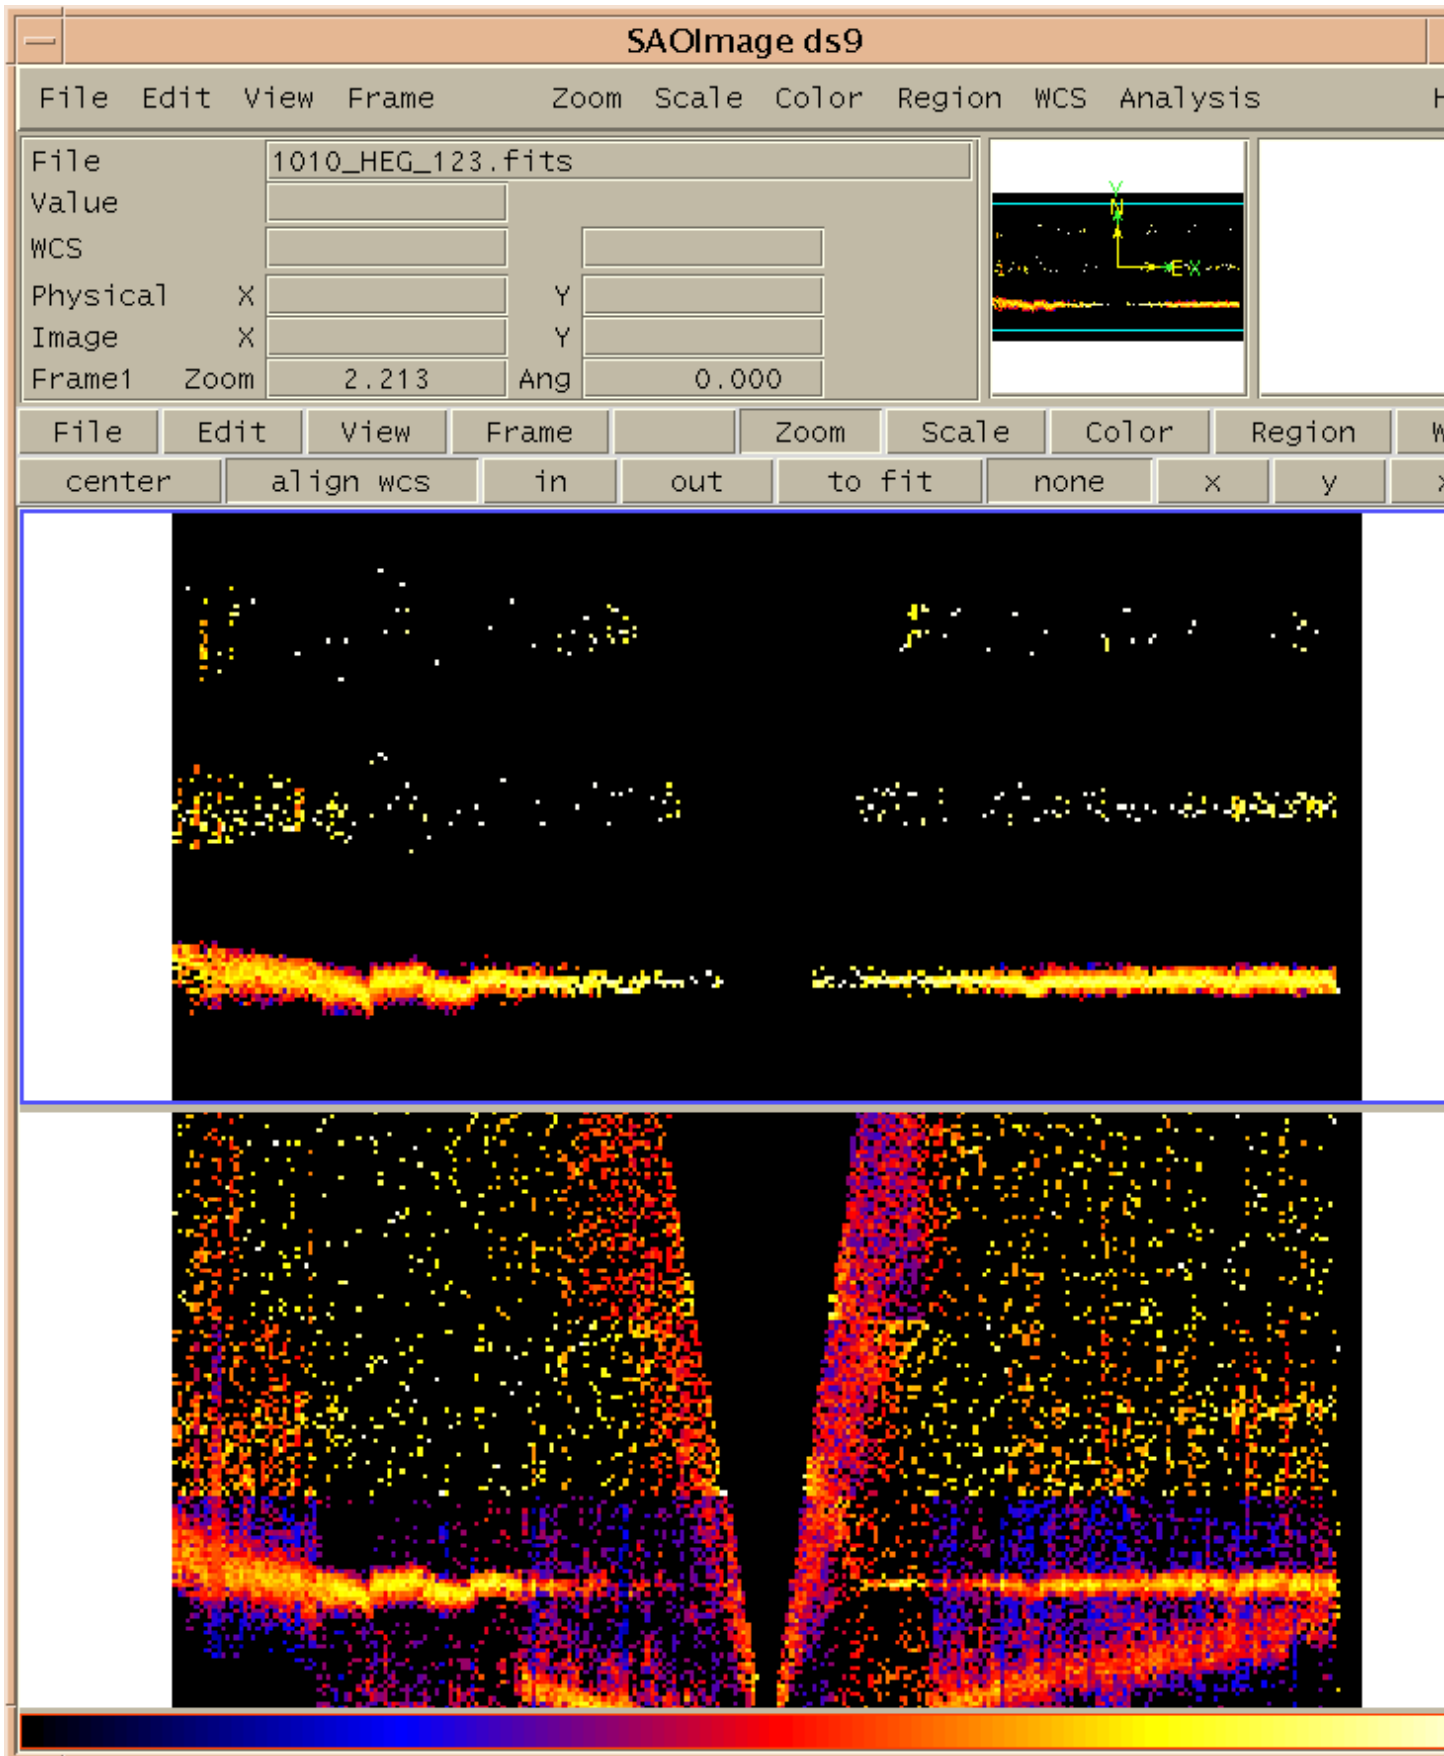 SAOImage ds9
File Edit View Frame Zoom Scale Color Region WCS Analysis H
File 1010_HEG_123.fits
Value
WCS
Physical X Y
Image X Y
Frame1 Zoom 2.213 Ang 0.000
Y
N
E X
File Edit View Frame Zoom Scale Color Region W
center align wcs in out to fit none x y x